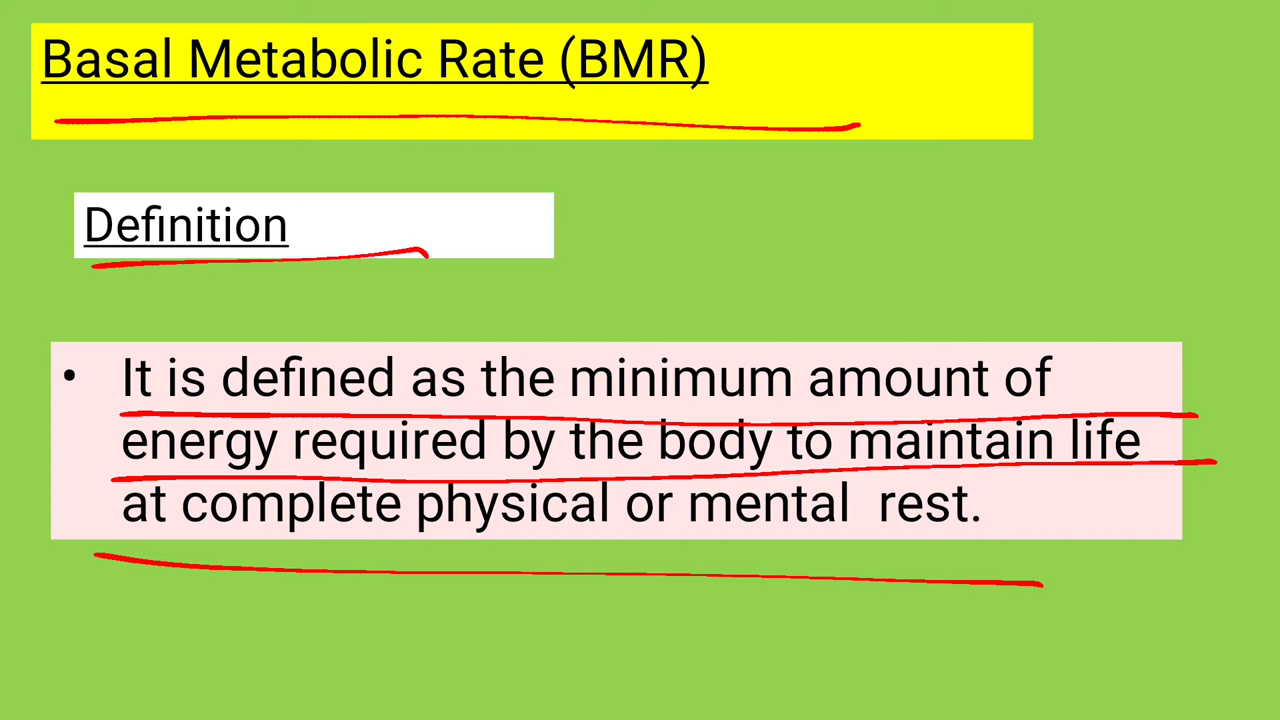 Basal Metabolic Rate (BMR)
Definition
• It is defined as the minimum amount of
energy required by the body to maintain life
at complete physical or mental rest.